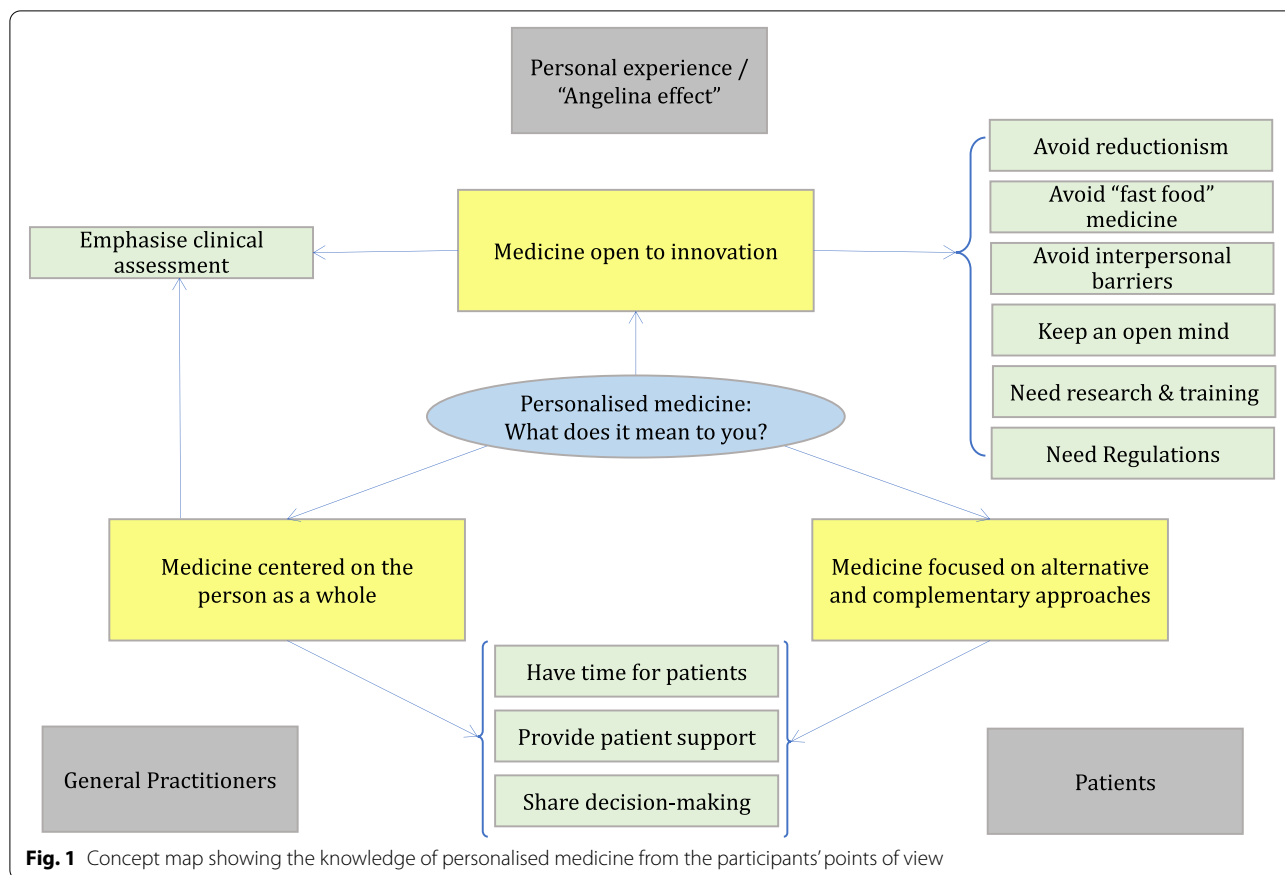 Personal experience /
“Angelina effect”
Avoid reductionism
Avoid “fast food”
medicine
Avoid interpersonal
barriers
Keep an open mind
Need research & training
Need Regulations
Emphasise clinical
assessment
Medicine open to innovation
Personalised medicine:
What does it mean to you?
Medicine centered on the
person as a whole
Medicine focused on alternative
and complementary approaches
Have time for patients
Provide patient support
Share decision-making
General Practitioners
Patients
Fig. 1 Concept map showing the knowledge of personalised medicine from the participants’ points of view